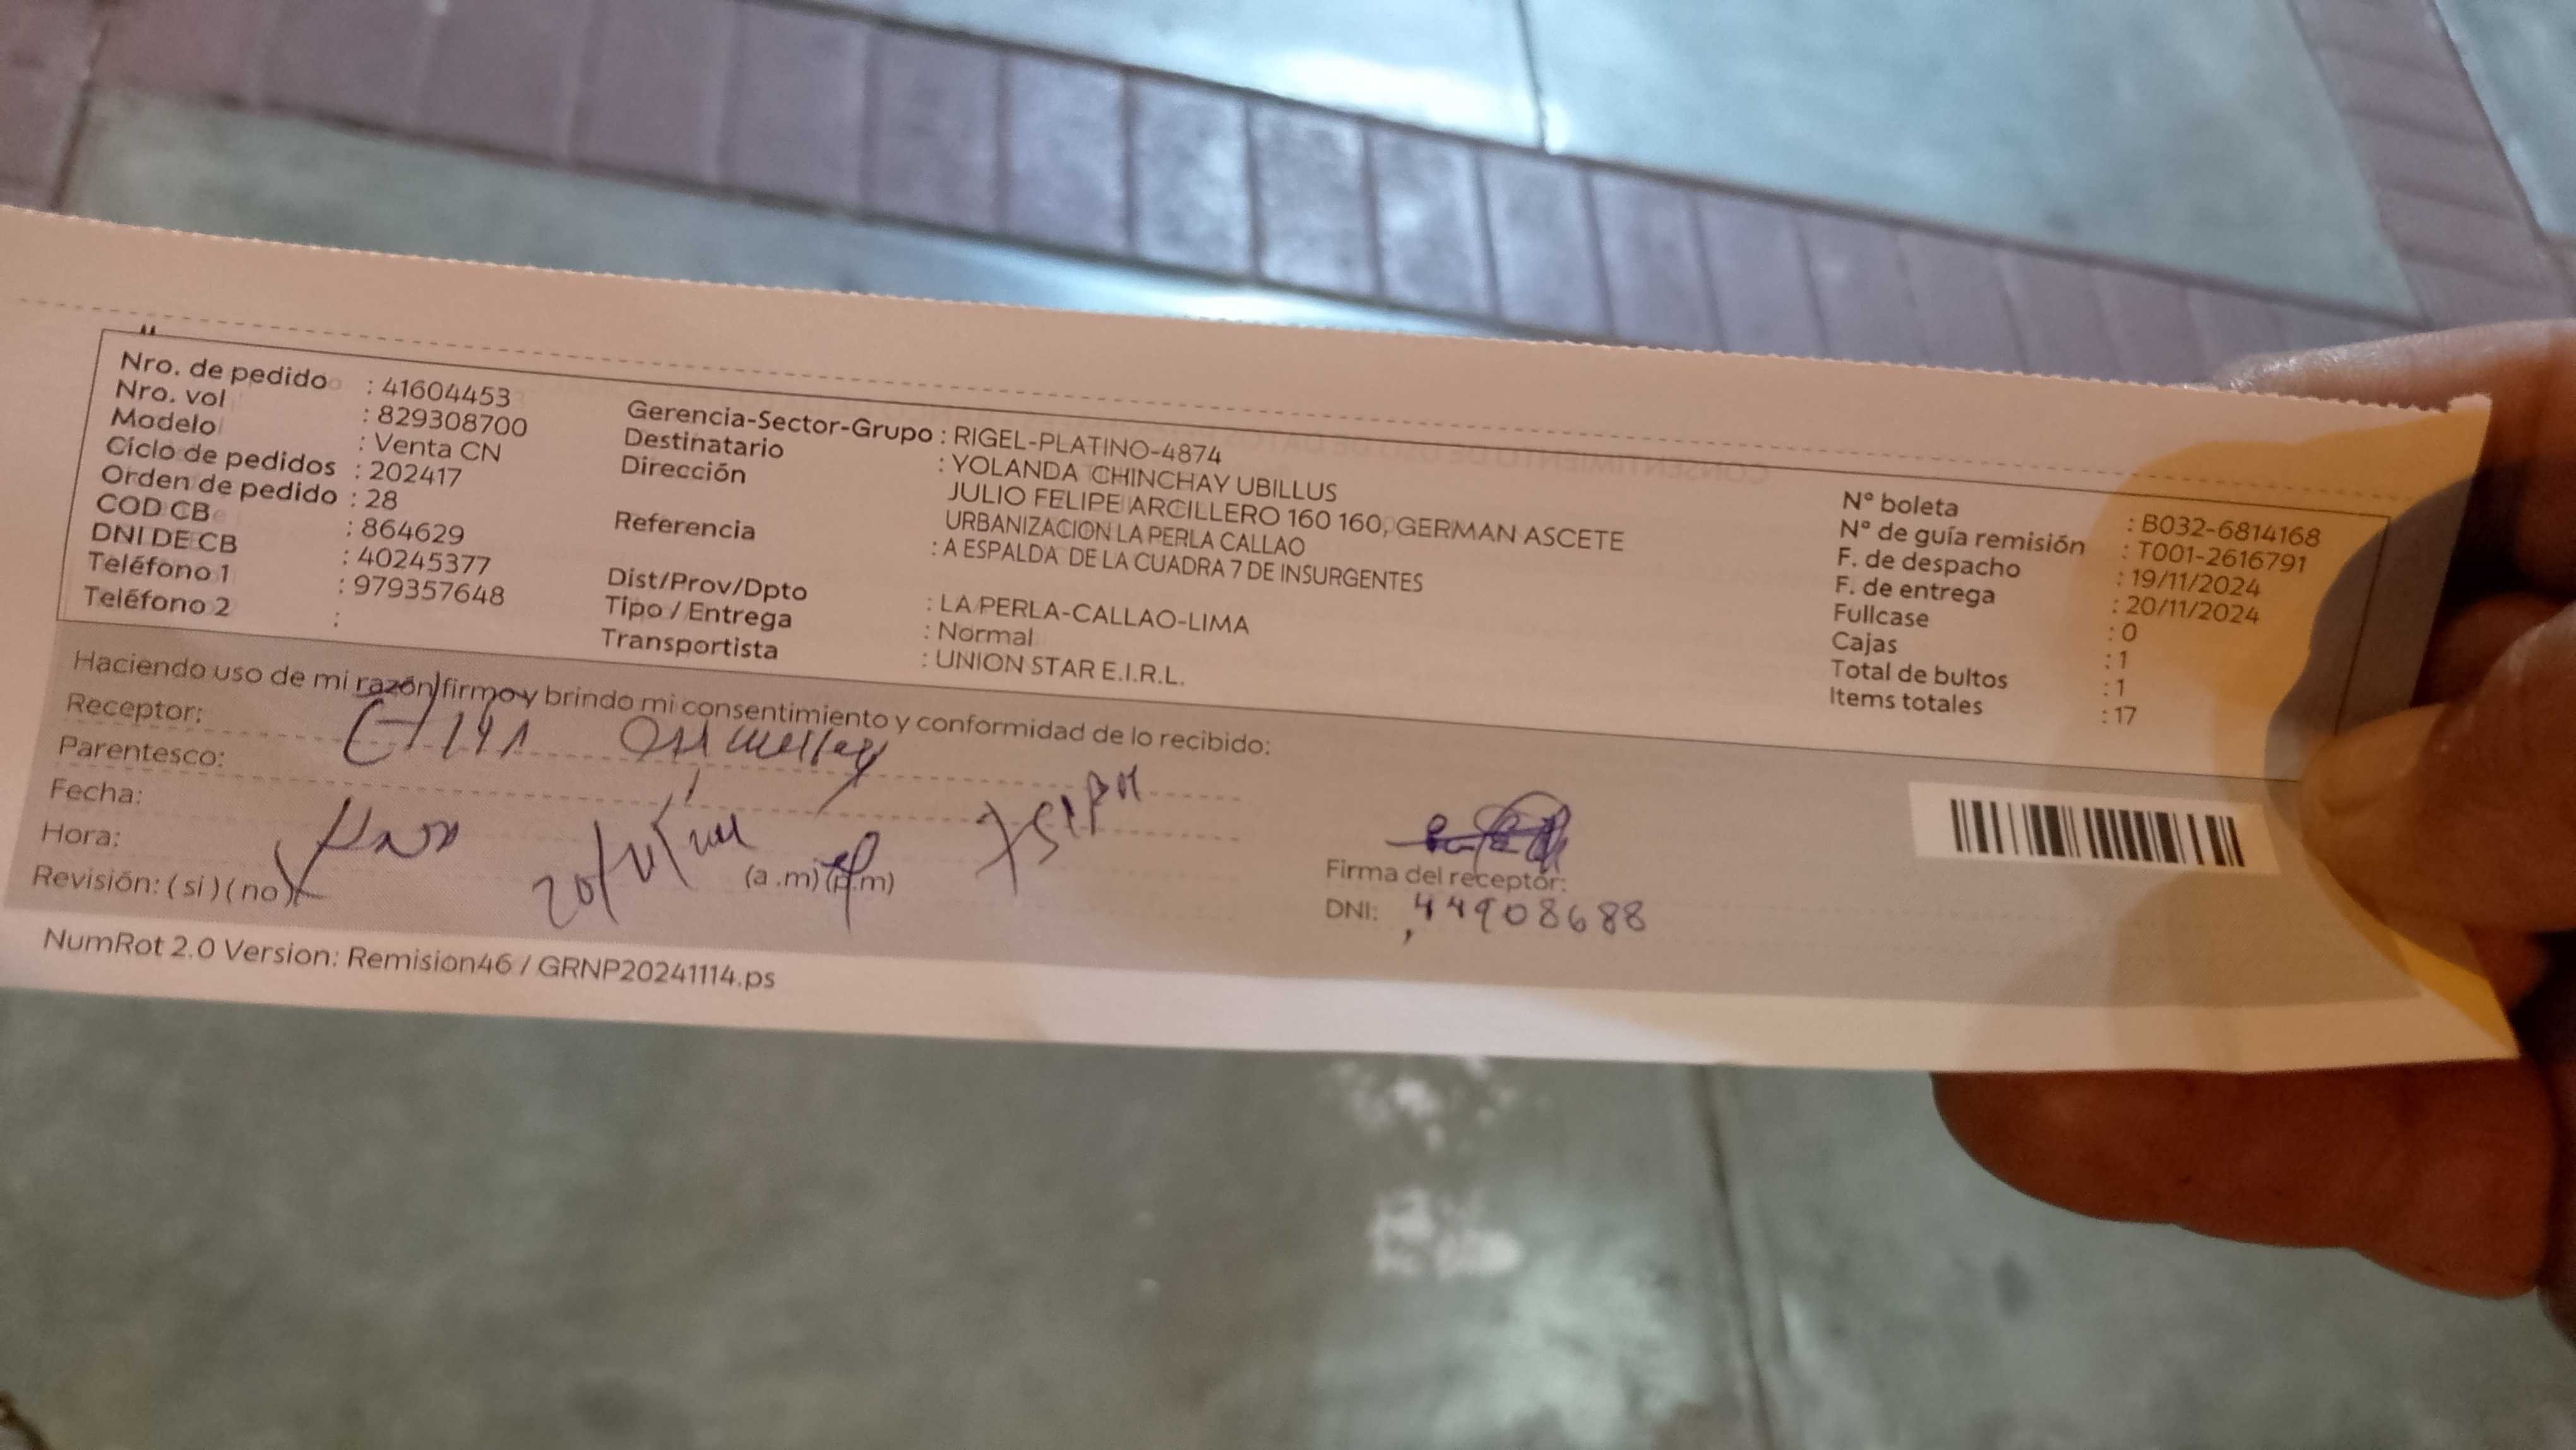 Nro. de pedido : 41604453
Nro. vol : 829308700
Modelo : Venta CN
Ciclo de pedidos : 202417
Orden de pedido : 28
COD CB : 864629
DNI DE CB : 40245377
Teléfono 1 : 979357648
Teléfono 2 :
Gerencia-Sector-Grupo : RIGEL-PLATINO-4874
Destinatario : YOLANDA CHINCHAY UBILLUS
Dirección JULIO FELIPE ARCILLERO 160 160, GERMAN ASCETE
URBANIZACION LA PERLA CALLAO
Referencia : A ESPALDA DE LA CUADRA 7 DE INSURGENTES
Dist/Prov/Dpto : LA PERLA-CALLAO-LIMA
Tipo / Entrega : Normal
Transportista : UNION STAR E.I.R.L.
N° boleta : B032-6814168
N° de guía remisión : T001-2616791
F. de despacho : 19/11/2024
F. de entrega : 20/11/2024
Fullcase : 0
Cajas : 1
Total de bultos : 1
Items totales : 17
Haciendo uso de mi razón firmo y brindo mi consentimiento y conformidad de lo recibido:
Receptor:
Parentesco:
Fecha:
Hora: (a.m) (p.m)
Revisión: (si) (no)
Firma del receptor:
DNI: 44908688
NumRot 2.0 Version: Remision46 / GRNP20241114.ps